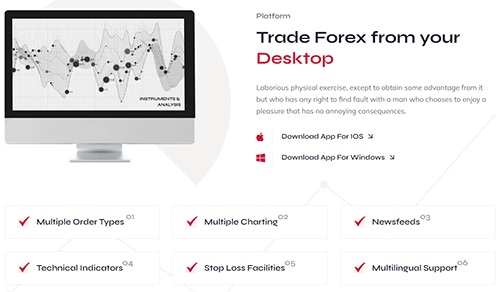 INSTRUMENTS &
ANALYSIS
Platform
Trade Forex from your
Desktop
Laborious physical exercise, except to obtain some advantage from it
but who has any right to find fault with a man who chooses to enjoy a
pleasure that has no annoying consequences.
Download App For IOS
Download App For Windows
Multiple Order Types 01
Multiple Charting 02
Newsfeeds 03
Technical Indicators 04
Stop Loss Facilities 05
Multilingual Support 06